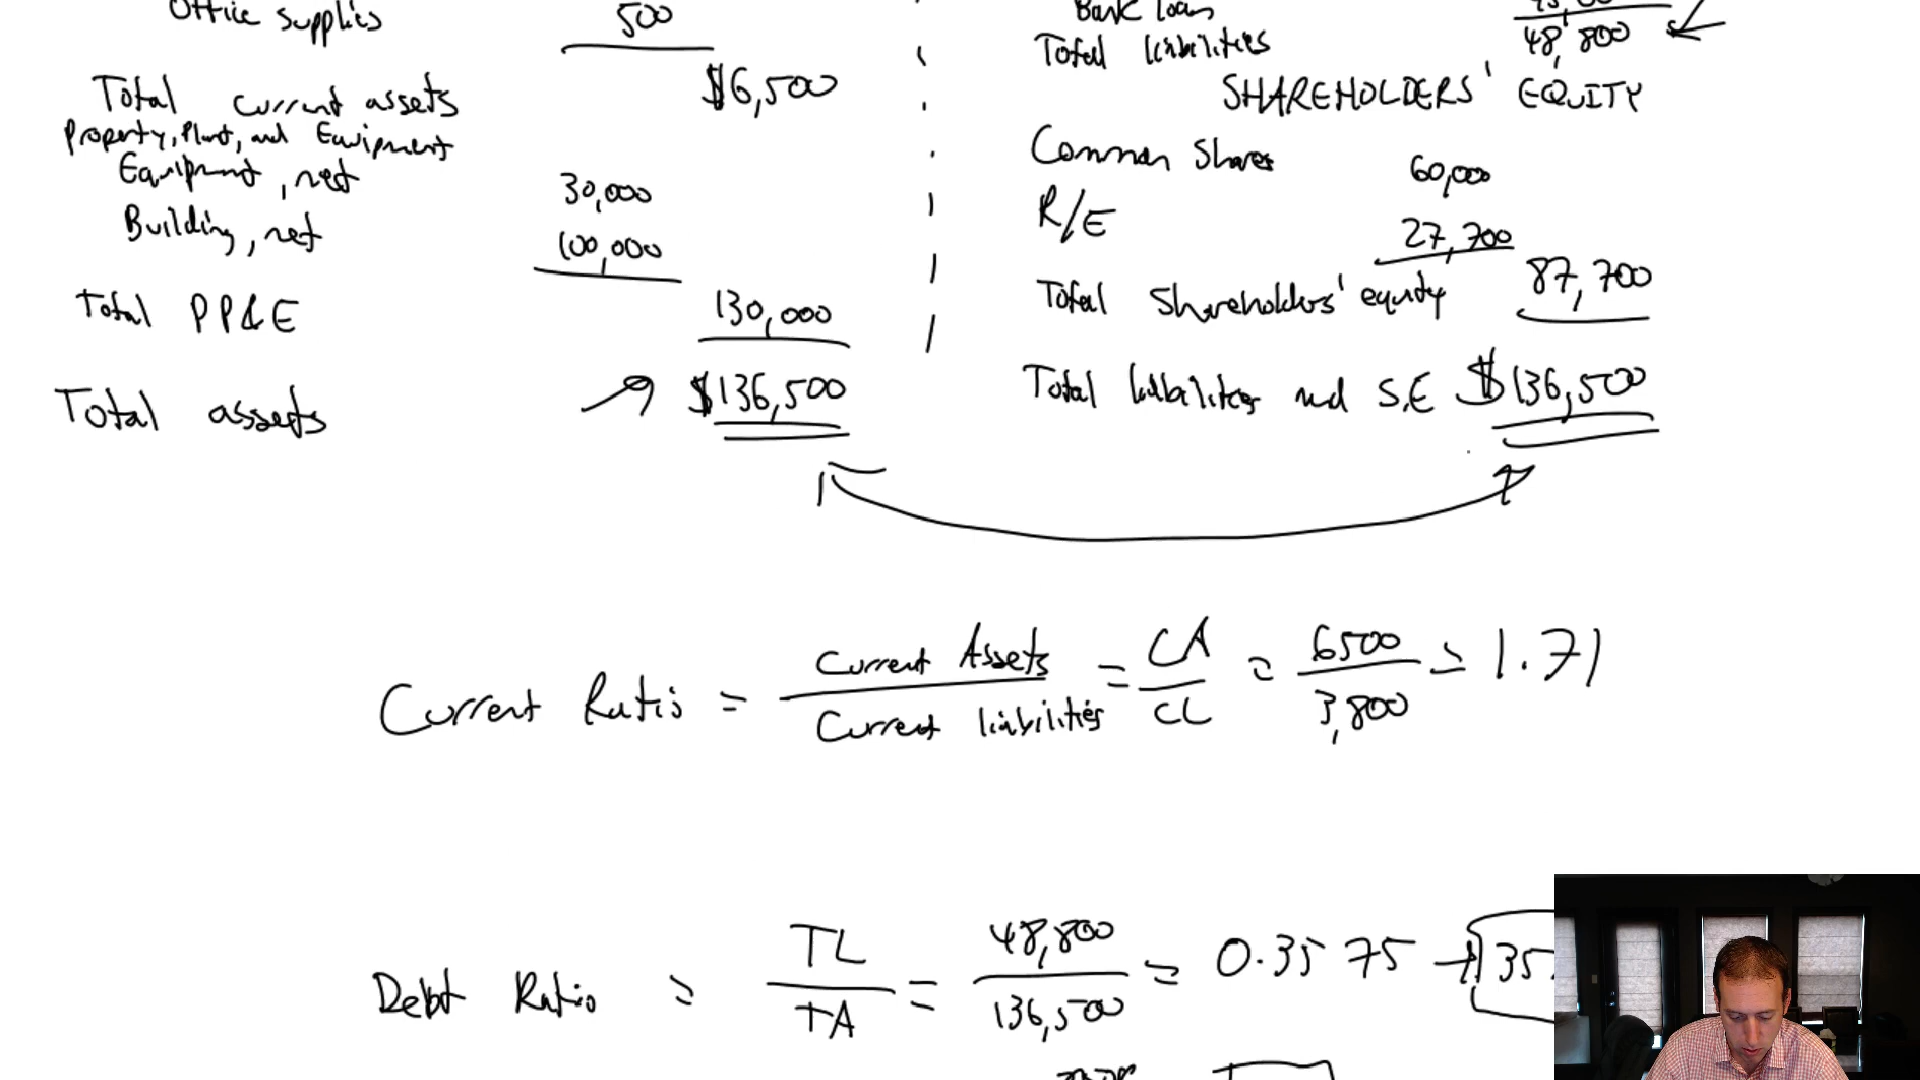 Office supplies 500
Total current assets $6,500
Property, Plant, and Equipment
Equipment, net 30,000
Building, net 100,000
Total PP&E 130,000
Total assets $136,500
Bank loan
Total liabilities 48,800
SHAREHOLDERS' EQUITY
Common Shares 60,000
R/E 27,700
Total Shareholders' equity 87,700
Total liabilities and S.E $136,500
Current Ratio = Current Assets / Current liabilities = CA / CL = 6500 / 3,800 = 1.71
Debt Ratio = TL / TA = 48,800 / 136,500 = 0.3575 → 35